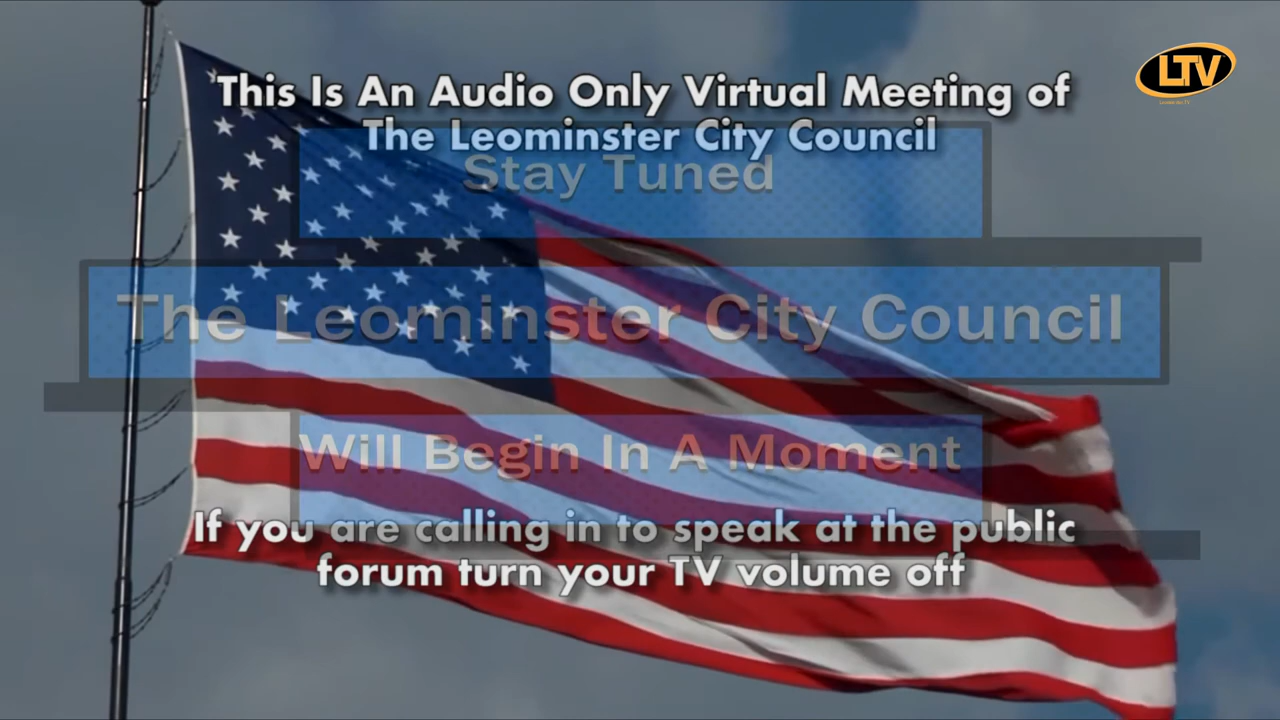 This Is An Audio Only Virtual Meeting of
The Leominster City Council
Stay Tuned
The Leominster City Council
Will Begin In A Moment
If you are calling in to speak at the public
forum turn your TV volume off
LTV